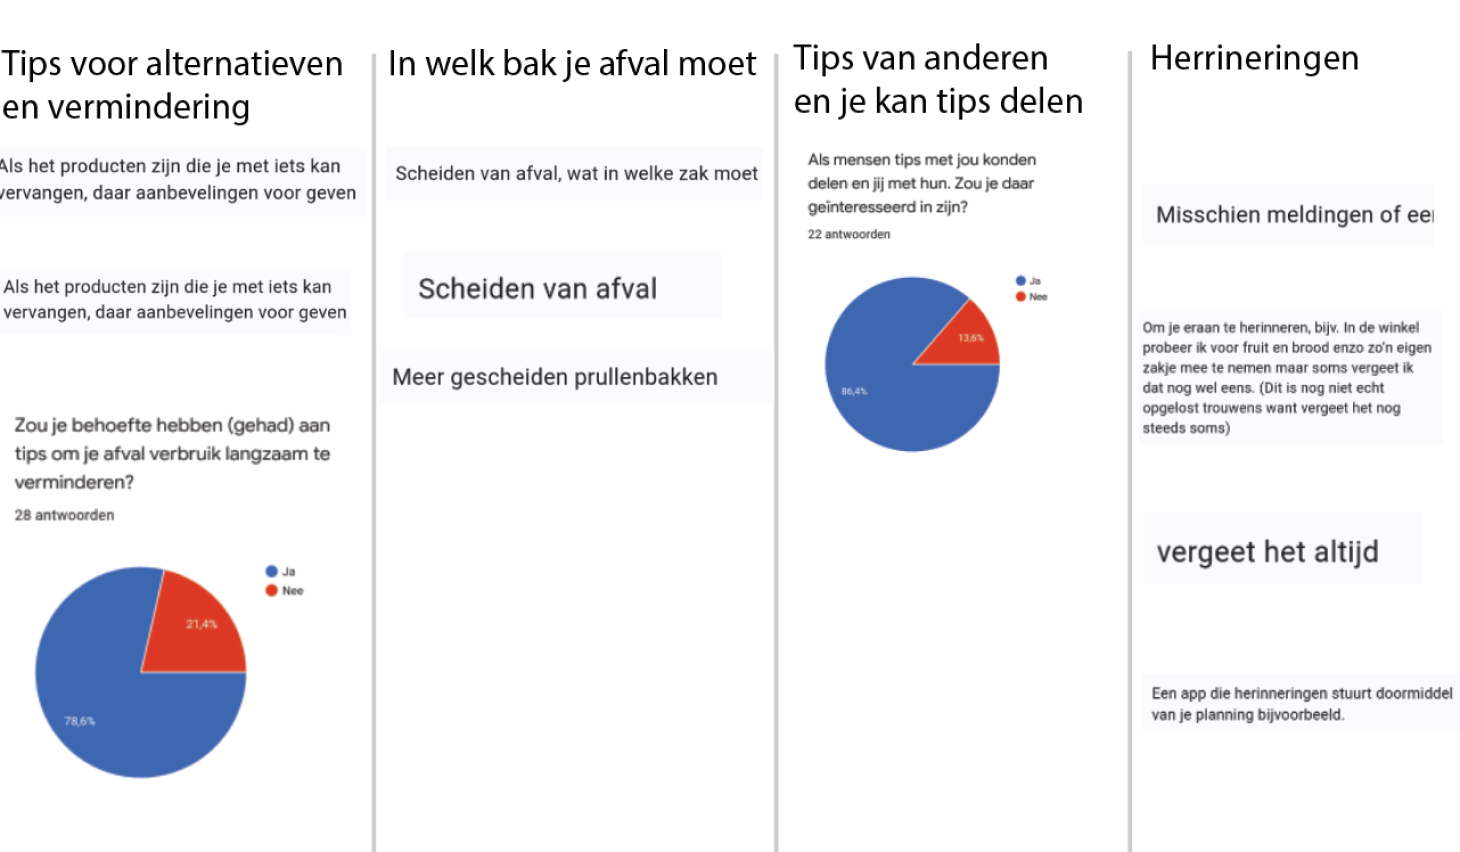 Tips voor alternatieven
en vermindering
Als het producten zijn die je met iets kan
vervangen, daar aanbevelingen voor geven
Als het producten zijn die je met iets kan
vervangen, daar aanbevelingen voor geven
Zou je behoefte hebben (gehad) aan
tips om je afval verbruik langzaam te
verminderen?
28 antwoorden
Ja
Nee
21,4%
78,6%
In welk bak je afval moet
Scheiden van afval, wat in welke zak moet
Scheiden van afval
Meer gescheiden prullenbakken
Tips van anderen
en je kan tips delen
Als mensen tips met jou konden
delen en jij met hun. Zou je daar
geïnteresseerd in zijn?
22 antwoorden
Ja
Nee
13,6%
86,4%
Herrineringen
Misschien meldingen of
Om je eraan te herinneren, bijv. In de winkel
probeer ik voor fruit en brood enzo zo'n eigen
zakje mee te nemen maar soms vergeet ik
dat nog wel eens. (Dit is nog niet echt
opgelost trouwens want vergeet het nog
steeds soms)
vergeet het altijd
Een app die herinneringen stuurt doormiddel
van je planning bijvoorbeeld.